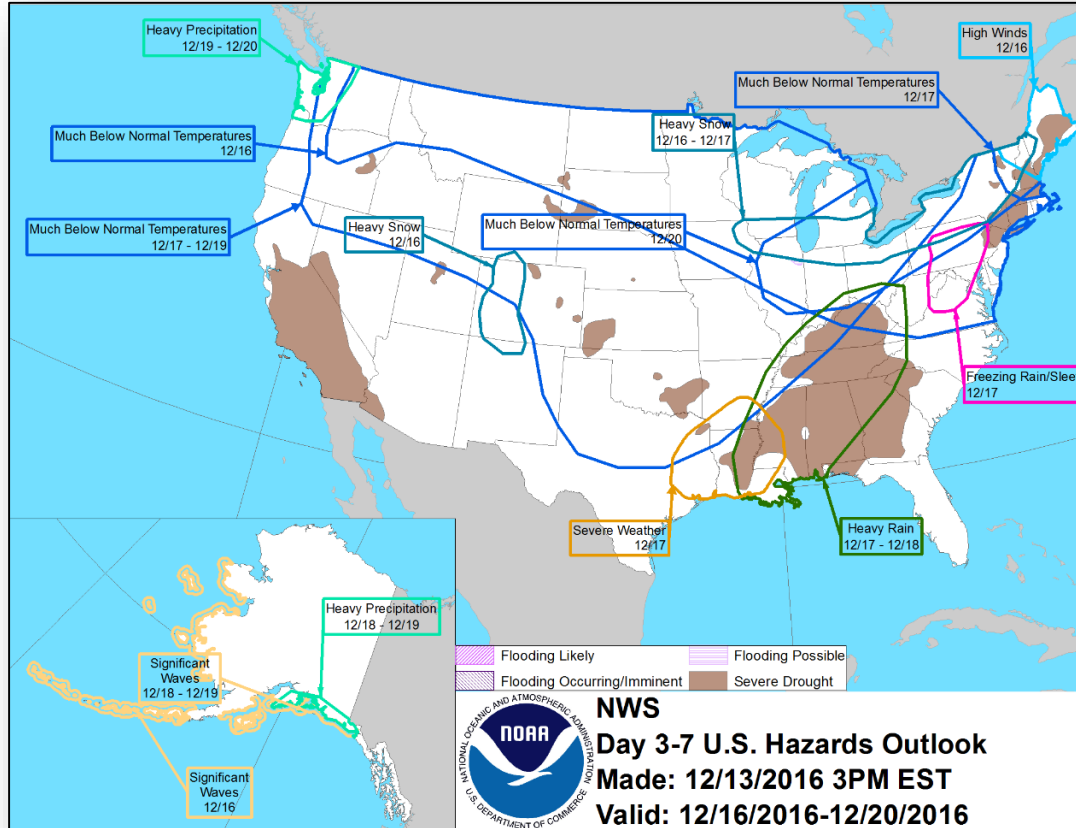 Heavy Precipitation
12/19 - 12/20
High Winds
12/16
Much Below Normal Temperatures
12/17
Heavy Snow
12/16 - 12/17
Much Below Normal Temperatures
12/16
Much Below Normal Temperatures
12/17 - 12/19
Heavy Snow
12/16
Much Below Normal Temperatures
12/20
Freezing Rain/Slee
12/17
Severe Weather
12/17
Heavy Rain
12/17 - 12/18
Heavy Precipitation
12/18 - 12/19
Significant
Waves
12/18 - 12/19
Significant
Waves
12/16
Flooding Likely
Flooding Possible
Flooding Occurring/Imminent
Severe Drought
NATIONAL OCEANIC AND ATMOSPHERIC ADMINISTRATION
NOAA
U.S. DEPARTMENT OF COMMERCE
NWS
Day 3-7 U.S. Hazards Outlook
Made: 12/13/2016 3PM EST
Valid: 12/16/2016-12/20/2016